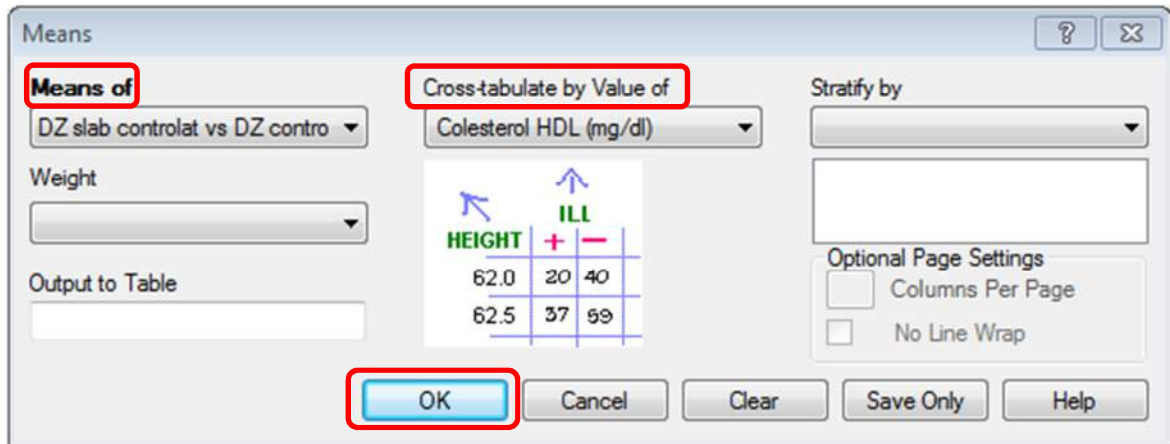 Means
Means of
Cross-tabulate by Value of
Stratify by
DZ slab controlat vs DZ contro
Colesterol HDL (mg/dl)
Weight
ILL
HEIGHT + −
62.0 20 40
62.5 37 59
Output to Table
Optional Page Settings
Columns Per Page
No Line Wrap
OK
Cancel
Clear
Save Only
Help